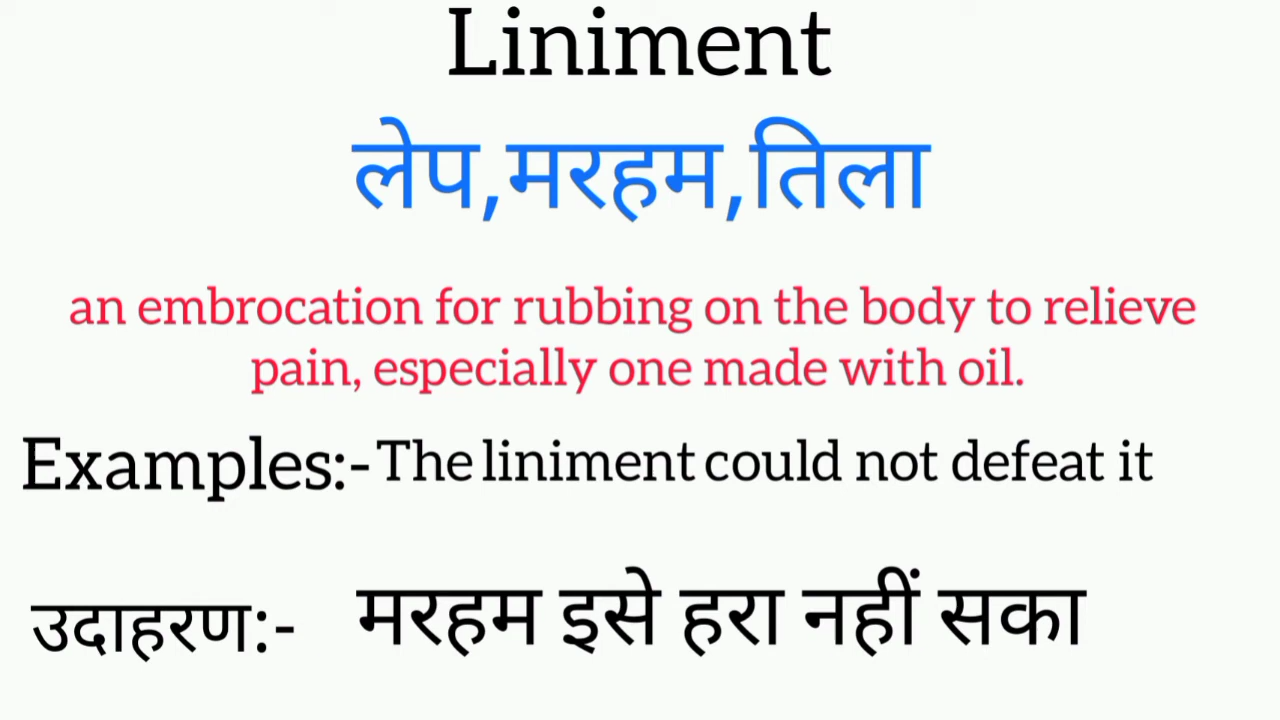 Liniment
लेप,मरहम,तिला
an embrocation for rubbing on the body to relieve
pain, especially one made with oil.
Examples:- The liniment could not defeat it
उदाहरण:- मरहम इसे हरा नहीं सका